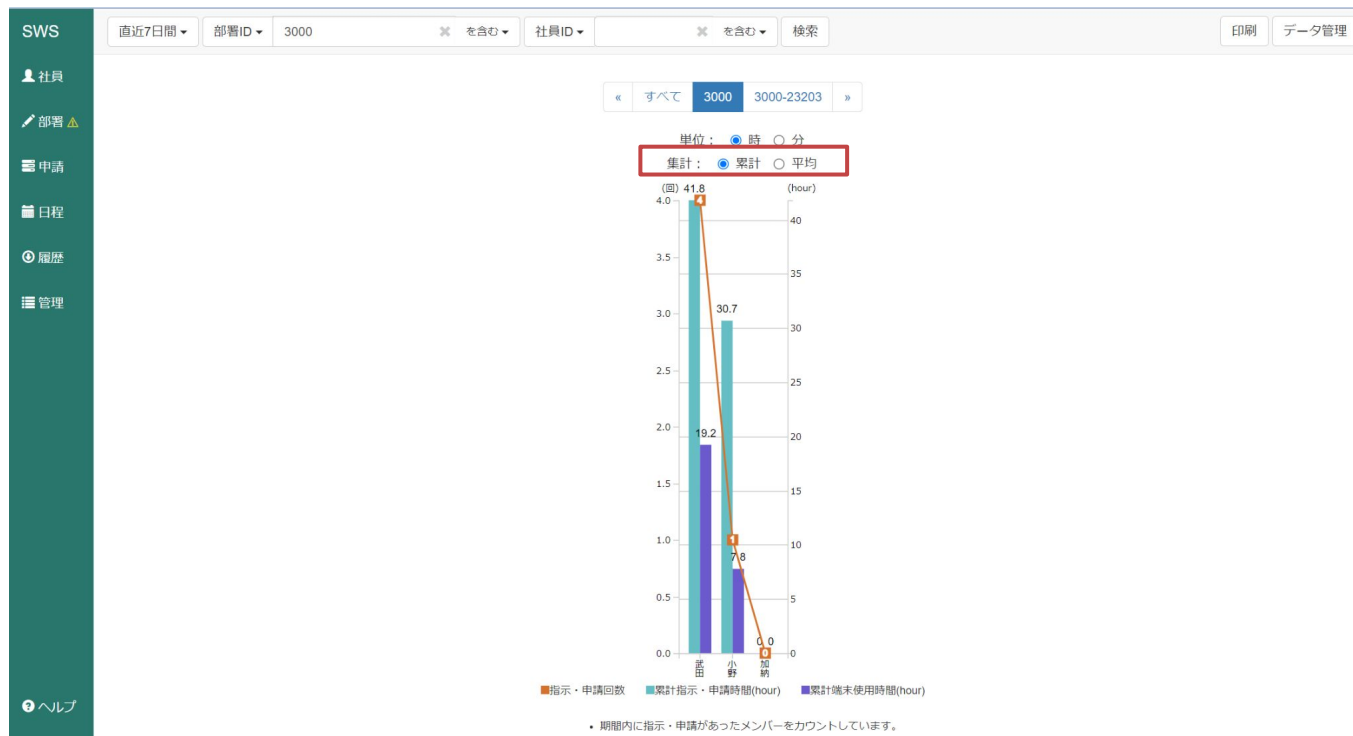 SWS
直近7日間 部署ID 3000 を含む 社員ID を含む 検索 印刷 データ管理
社員
部署
申請
日程
履歴
管理
ヘルプ
« すべて 3000 3000-23203 »
単位： 時 分
集計： 累計 平均
(回) 41.8 (hour)
4.0 4
40
3.5
35
3.0 30.7
30
2.5
25
2.0 19.2
20
1.5
15
1.0 1
10
7.8
0.5
5
0.0
0.0 0 0
武田 小野 加納
指示・申請回数 累計指示・申請時間(hour) 累計端末使用時間(hour)
• 期間内に指示・申請があったメンバーをカウントしています。